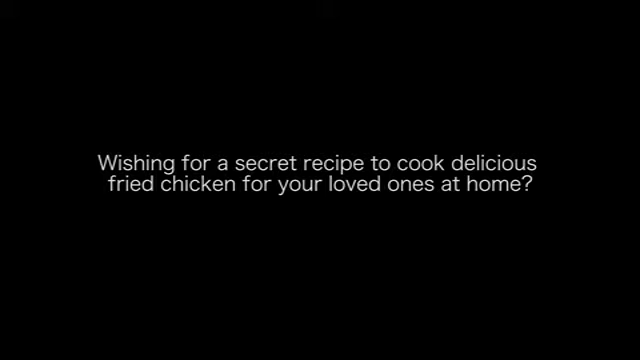 Wishing for a secret recipe to cook delicious
fried chicken for your loved ones at home?